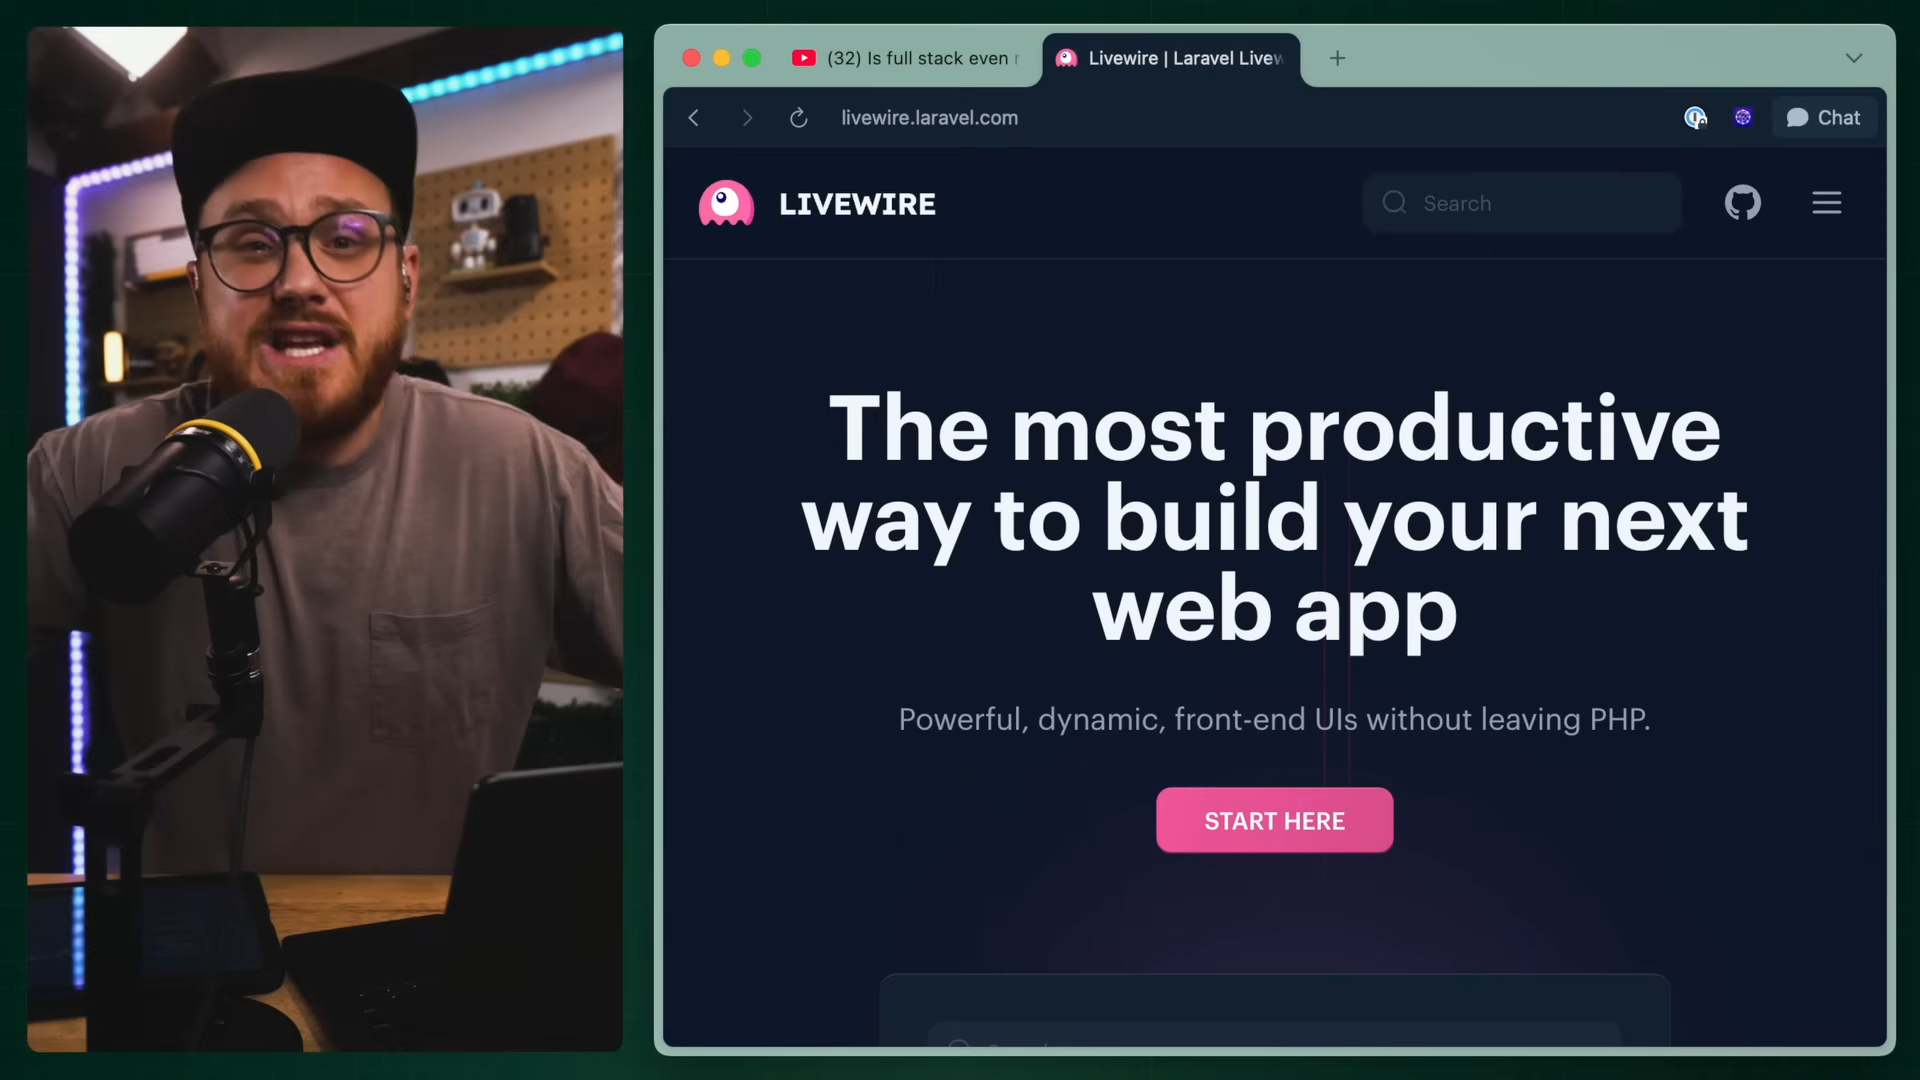 (32) Is full stack even
Livewire | Laravel Livew
livewire.laravel.com
Chat
LIVEWIRE
Search
The most productive
way to build your next
web app
Powerful, dynamic, front-end UIs without leaving PHP.
START HERE